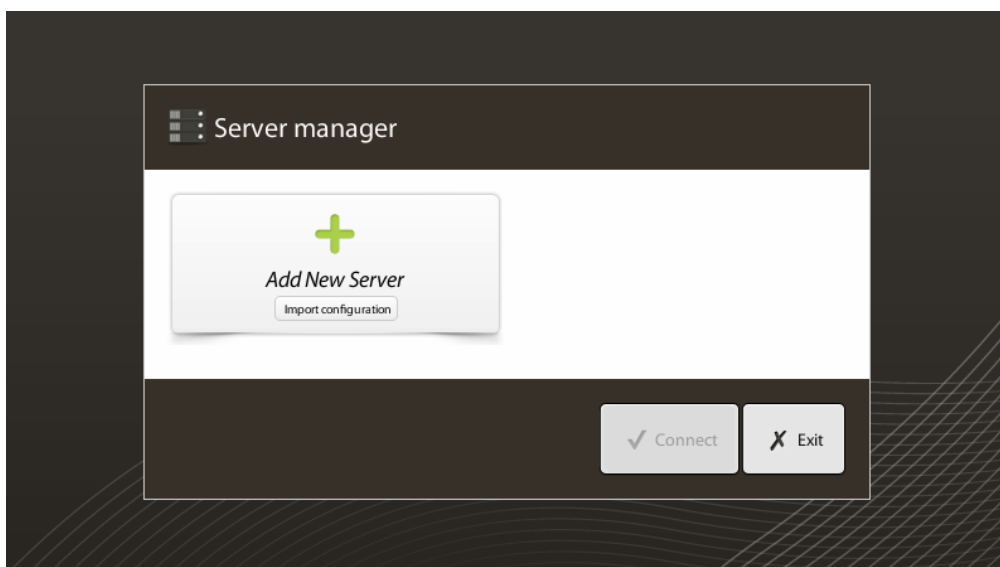 Server manager
Add New Server
Import configuration
Connect
Exit